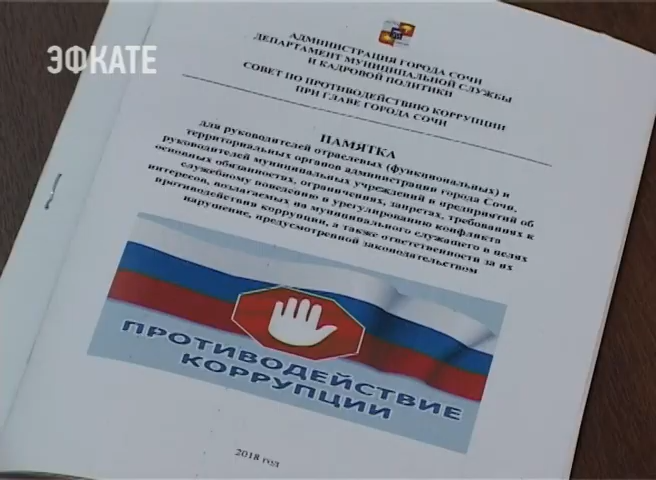 ЭФКАТЕ
АДМИНИСТРАЦИЯ ГОРОДА СОЧИ
ДЕПАРТАМЕНТ МУНИЦИПАЛЬНОЙ СЛУЖБЫ
И КАДРОВОЙ ПОЛИТИКИ
СОВЕТ ПО ПРОТИВОДЕЙСТВИЮ КОРРУПЦИИ
ПРИ ГЛАВЕ ГОРОДА СОЧИ
ПАМЯТКА
для руководителей отраслевых (функциональных) и
территориальных органов администрации города Сочи,
руководителей муниципальных учреждений и предприятий об
основных обязанностях, ограничениях, запретах, требованиях к
служебному поведению и урегулированию конфликта
интересов, возлагаемых на муниципального служащего в целях
противодействия коррупции, а также ответственности за их
нарушение, предусмотренной законодательством
ПРОТИВОДЕЙСТВИЕ
КОРРУПЦИИ
2018 год